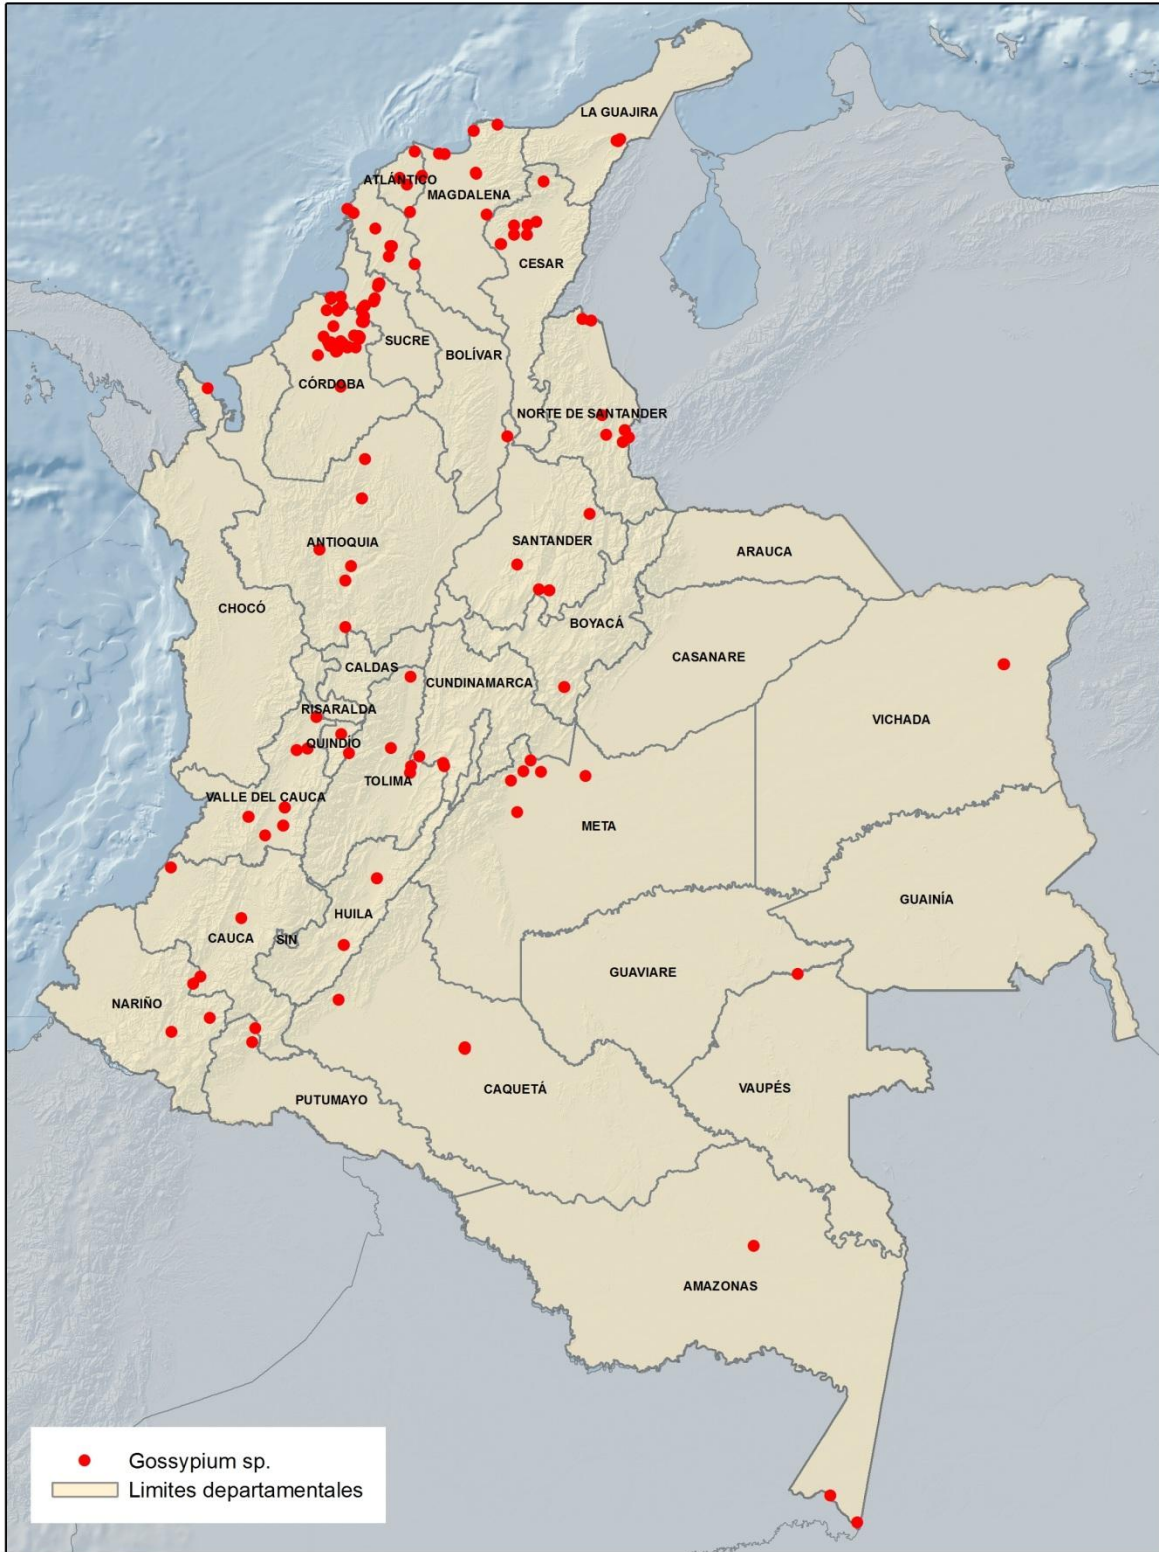 LA GUAJIRA
ATLÁNTICO
MAGDALENA
CESAR
SUCRE
BOLÍVAR
CÓRDOBA
NORTE DE SANTANDER
ANTIOQUIA
SANTANDER
ARAUCA
CHOCÓ
BOYACÁ
CASANARE
CALDAS
CUNDINAMARCA
RISARALDA
VICHADA
QUINDÍO
TOLIMA
VALLE DEL CAUCA
META
GUAINÍA
HUILA
CAUCA
SIN
GUAVIARE
NARIÑO
CAQUETÁ
VAUPÉS
PUTUMAYO
AMAZONAS
Gossypium sp.
Limites departamentales